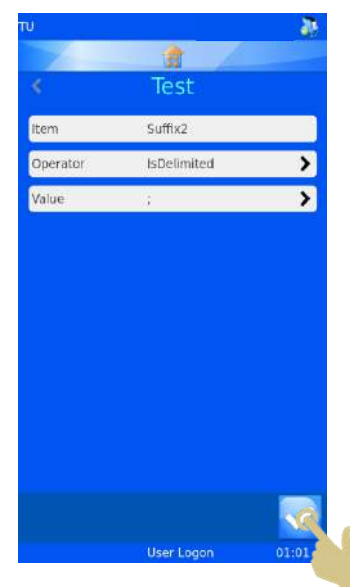 TU
Test
Item Suffix2
Operator IsDelimited
Value ;
User Logon 01:01